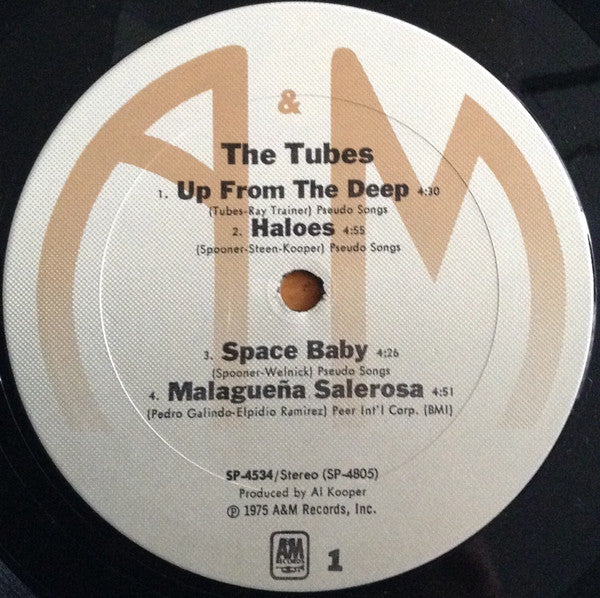 A & M
The Tubes
1. Up From The Deep 4:30
(Tubes-Ray Trainer) Pseudo Songs
2. Haloes 4:55
(Spooner-Steen-Kooper) Pseudo Songs
3. Space Baby 4:26
(Spooner-Welnick) Pseudo Songs
4. Malagueña Salerosa 4:51
(Pedro Galindo-Elpidio Ramirez) Peer Int'l Corp. (BMI)
SP-4534/Stereo (SP-4805)
Produced by Al Kooper
℗ 1975 A&M Records, Inc.
A&M
RECORDS
1